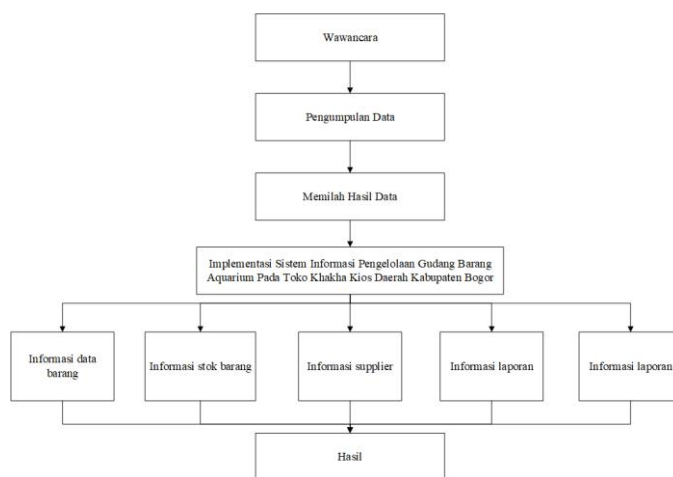 Wawancara
Pengumpulan Data
Memilah Hasil Data
Implementasi Sistem Informasi Pengelolaan Gudang Barang
Aquarium Pada Toko Khakha Kios Daerah Kabupaten Bogor
Informasi data
barang
Informasi stok barang
Informasi supplier
Informasi laporan
Informasi laporan
Hasil